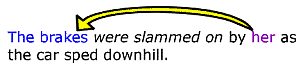 The brakes were slammed on by her as
the car sped downhill.